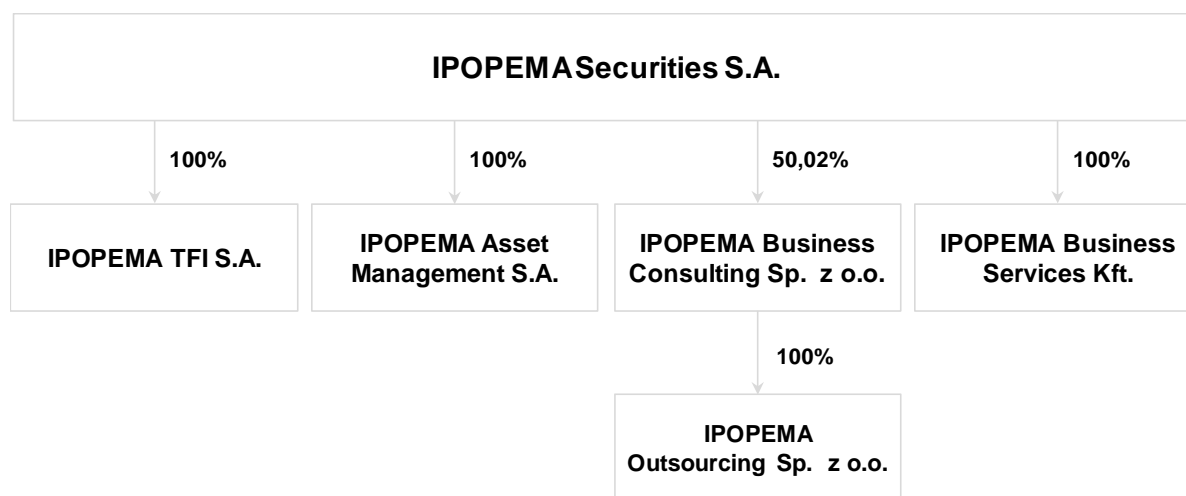 IPOPEMASecurities S.A.
100%
100%
50,02%
100%
IPOPEMA TFI S.A.
IPOPEMA Asset
Management S.A.
IPOPEMA Business
Consulting Sp. z o.o.
IPOPEMA Business
Services Kft.
100%
IPOPEMA
Outsourcing Sp. z o.o.